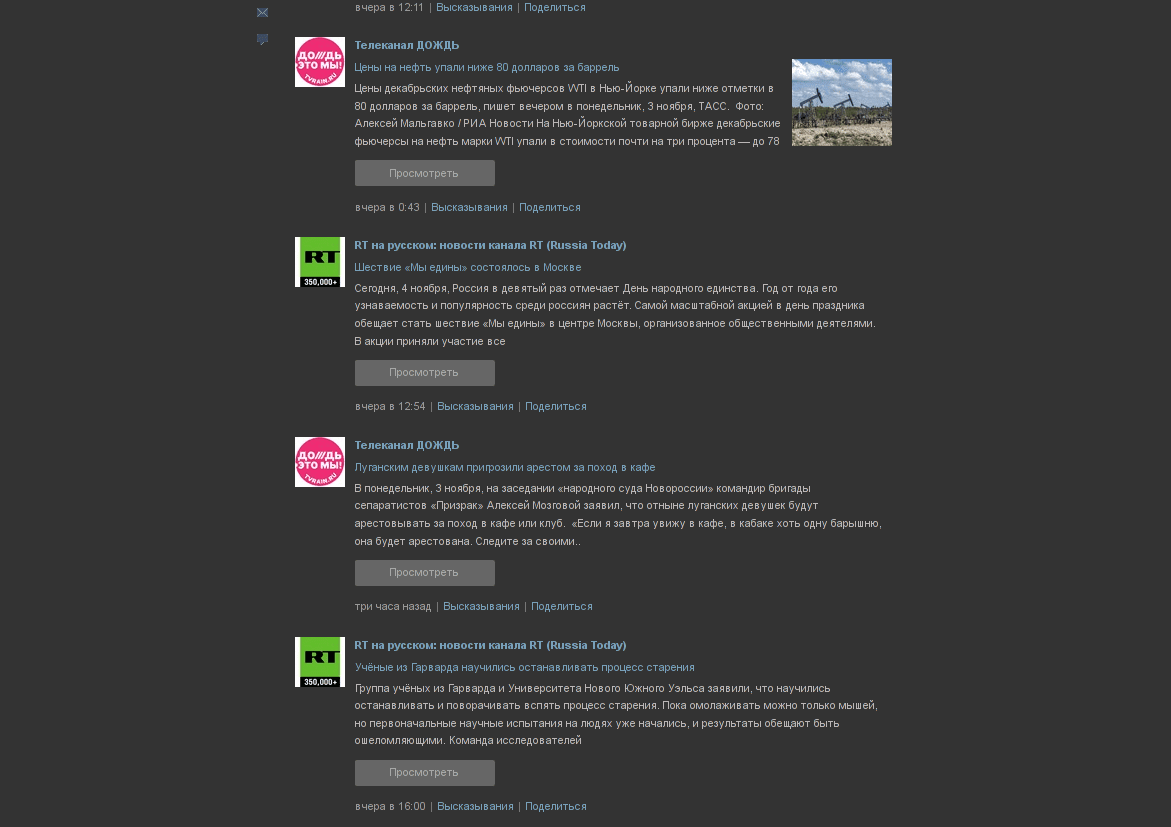 вчера в 12:11 | Высказывания | Поделиться
ДО///ДЬ
ЭТО МЫ!
TVRAIN.RU
Телеканал ДОЖДЬ
Цены на нефть упали ниже 80 долларов за баррель
Цены декабрьских нефтяных фьючерсов WTI в Нью-Йорке упали ниже отметки в
80 долларов за баррель, пишет вечером в понедельник, 3 ноября, ТАСС. Фото:
Алексей Мальгавко / РИА Новости На Нью-Йоркской товарной бирже декабрьские
фьючерсы на нефть марки WTI упали в стоимости почти на три процента — до 78
Просмотреть
вчера в 0:43 | Высказывания | Поделиться
RT
350,000+
RT на русском: новости канала RT (Russia Today)
Шествие «Мы едины» состоялось в Москве
Сегодня, 4 ноября, Россия в девятый раз отмечает День народного единства. Год от года его
узнаваемость и популярность среди россиян растёт. Самой масштабной акцией в день праздника
обещает стать шествие «Мы едины» в центре Москвы, организованное общественными деятелями.
В акции приняли участие все
Просмотреть
вчера в 12:54 | Высказывания | Поделиться
ДО///ДЬ
ЭТО МЫ!
TVRAIN.RU
Телеканал ДОЖДЬ
Луганским девушкам пригрозили арестом за поход в кафе
В понедельник, 3 ноября, на заседании «народного суда Новороссии» командир бригады
сепаратистов «Призрак» Алексей Мозговой заявил, что отныне луганских девушек будут
арестовывать за поход в кафе или клуб. «Если я завтра увижу в кафе, в кабаке хоть одну барышню,
она будет арестована. Следите за своими..
Просмотреть
три часа назад | Высказывания | Поделиться
RT
350,000+
RT на русском: новости канала RT (Russia Today)
Учёные из Гарварда научились останавливать процесс старения
Группа учёных из Гарварда и Университета Нового Южного Уэльса заявили, что научились
останавливать и поворачивать вспять процесс старения. Пока омолаживать можно только мышей,
но первоначальные научные испытания на людях уже начались, и результаты обещают быть
ошеломляющими. Команда исследователей
Просмотреть
вчера в 16:00 | Высказывания | Поделиться